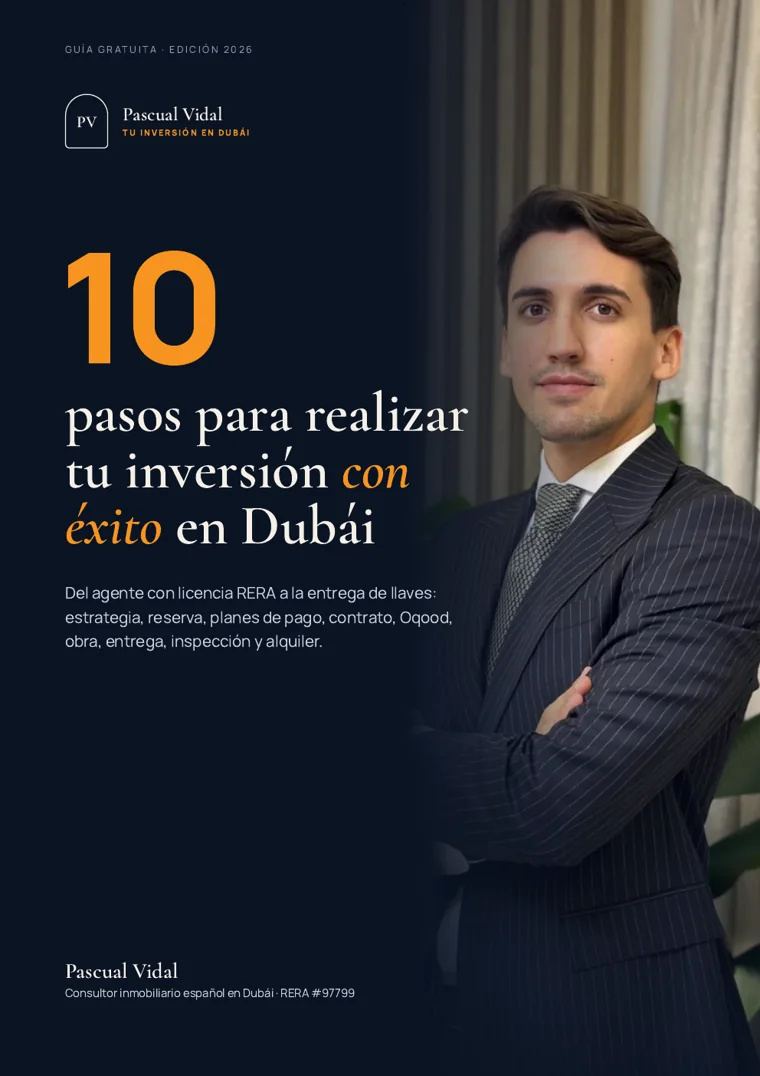 GUÍA GRATUITA · EDICIÓN 2026
PV
Pascual Vidal
TU INVERSIÓN EN DUBÁI
10
pasos para realizar
tu inversión con
éxito en Dubái
Del agente con licencia RERA a la entrega de llaves:
estrategia, reserva, planes de pago, contrato, Oqood,
obra, entrega, inspección y alquiler.
Pascual Vidal
Consultor inmobiliario español en Dubái · RERA #97799